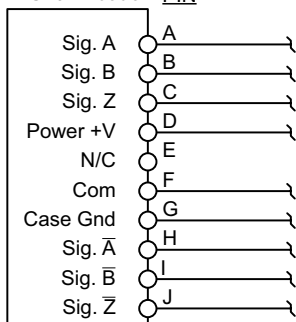 PIN
Sig. A A
Sig. B B
Sig. Z C
Power +V D
N/C E
Com F
Case Gnd G
Sig. A̅ H
Sig. B̅ I
Sig. Z̅ J